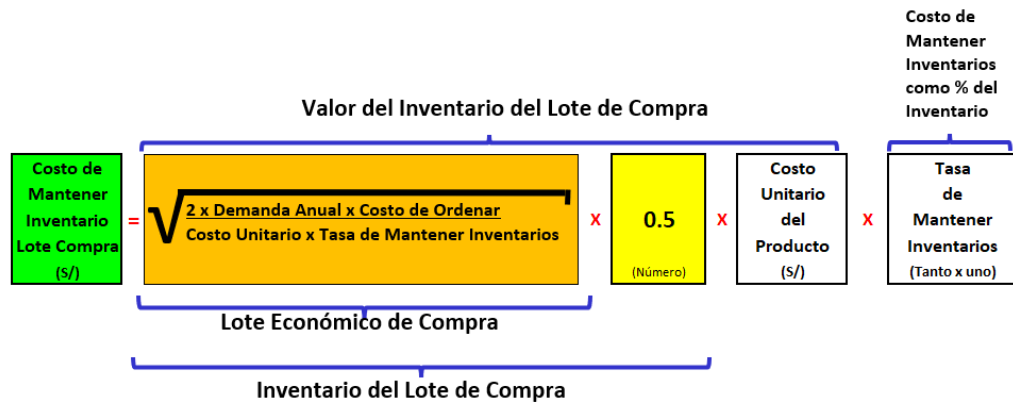 Costo de
Mantener
Inventarios
como % del
Inventario
Valor del Inventario del Lote de Compra
Costo de
Mantener
Inventario
Lote Compra
(S/)
=
√
2 x Demanda Anual x Costo de Ordenar
Costo Unitario x Tasa de Mantener Inventarios
x
0.5
(Número)
x
Costo
Unitario
del
Producto
(S/)
x
Tasa
de
Mantener
Inventarios
(Tanto x uno)
Lote Económico de Compra
Inventario del Lote de Compra